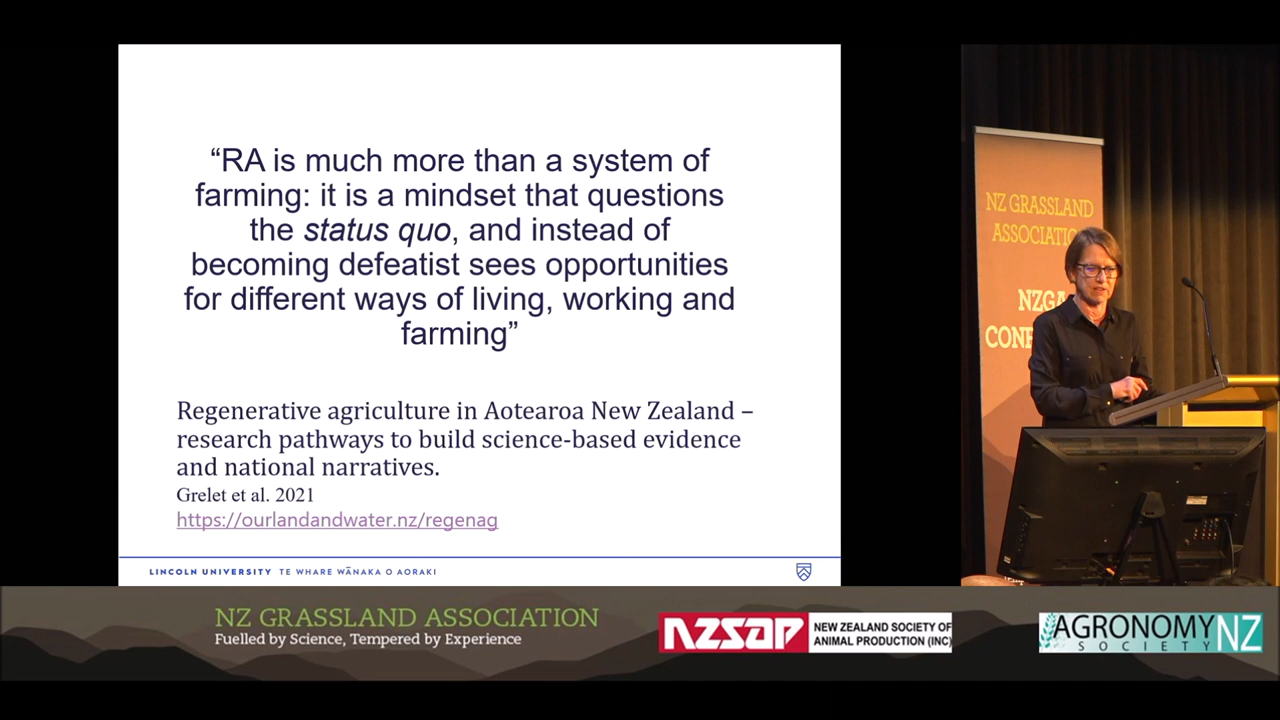 “RA is much more than a system of
farming: it is a mindset that questions
the status quo, and instead of
becoming defeatist sees opportunities
for different ways of living, working and
farming”
Regenerative agriculture in Aotearoa New Zealand –
research pathways to build science-based evidence
and national narratives.
Grelet et al. 2021
https://ourlandandwater.nz/regenag
LINCOLN UNIVERSITY TE WHARE WĀNAKA O AORAKI
NZ GRASSLAND
ASSOCIATIO
NZGA
CONF
NZ GRASSLAND ASSOCIATION
Fuelled by Science, Tempered by Experience
NZSAP
NEW ZEALAND SOCIETY OF
ANIMAL PRODUCTION (INC)
AGRONOMY NZ
SOCIETY